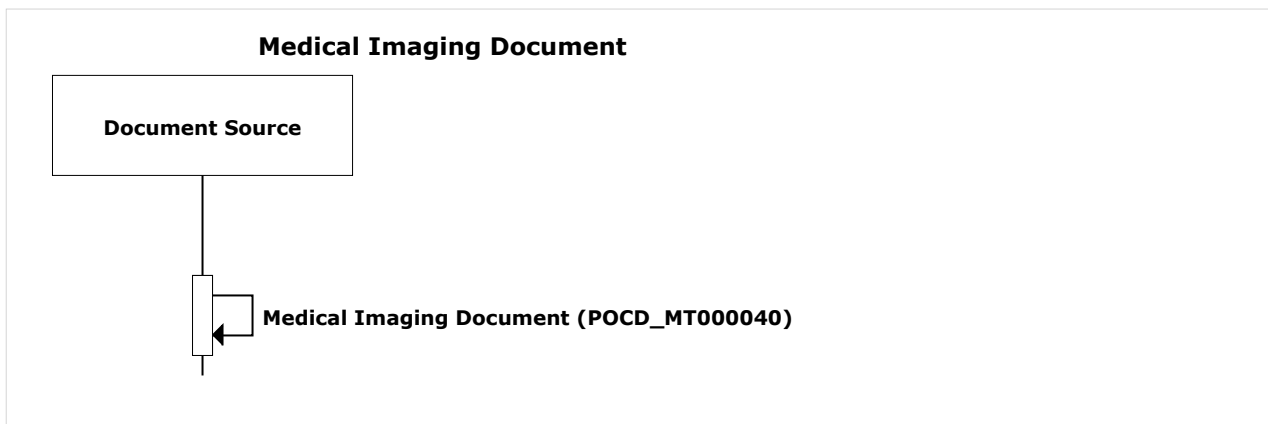 Medical Imaging Document
Document Source
Medical Imaging Document (POCD_MT000040)